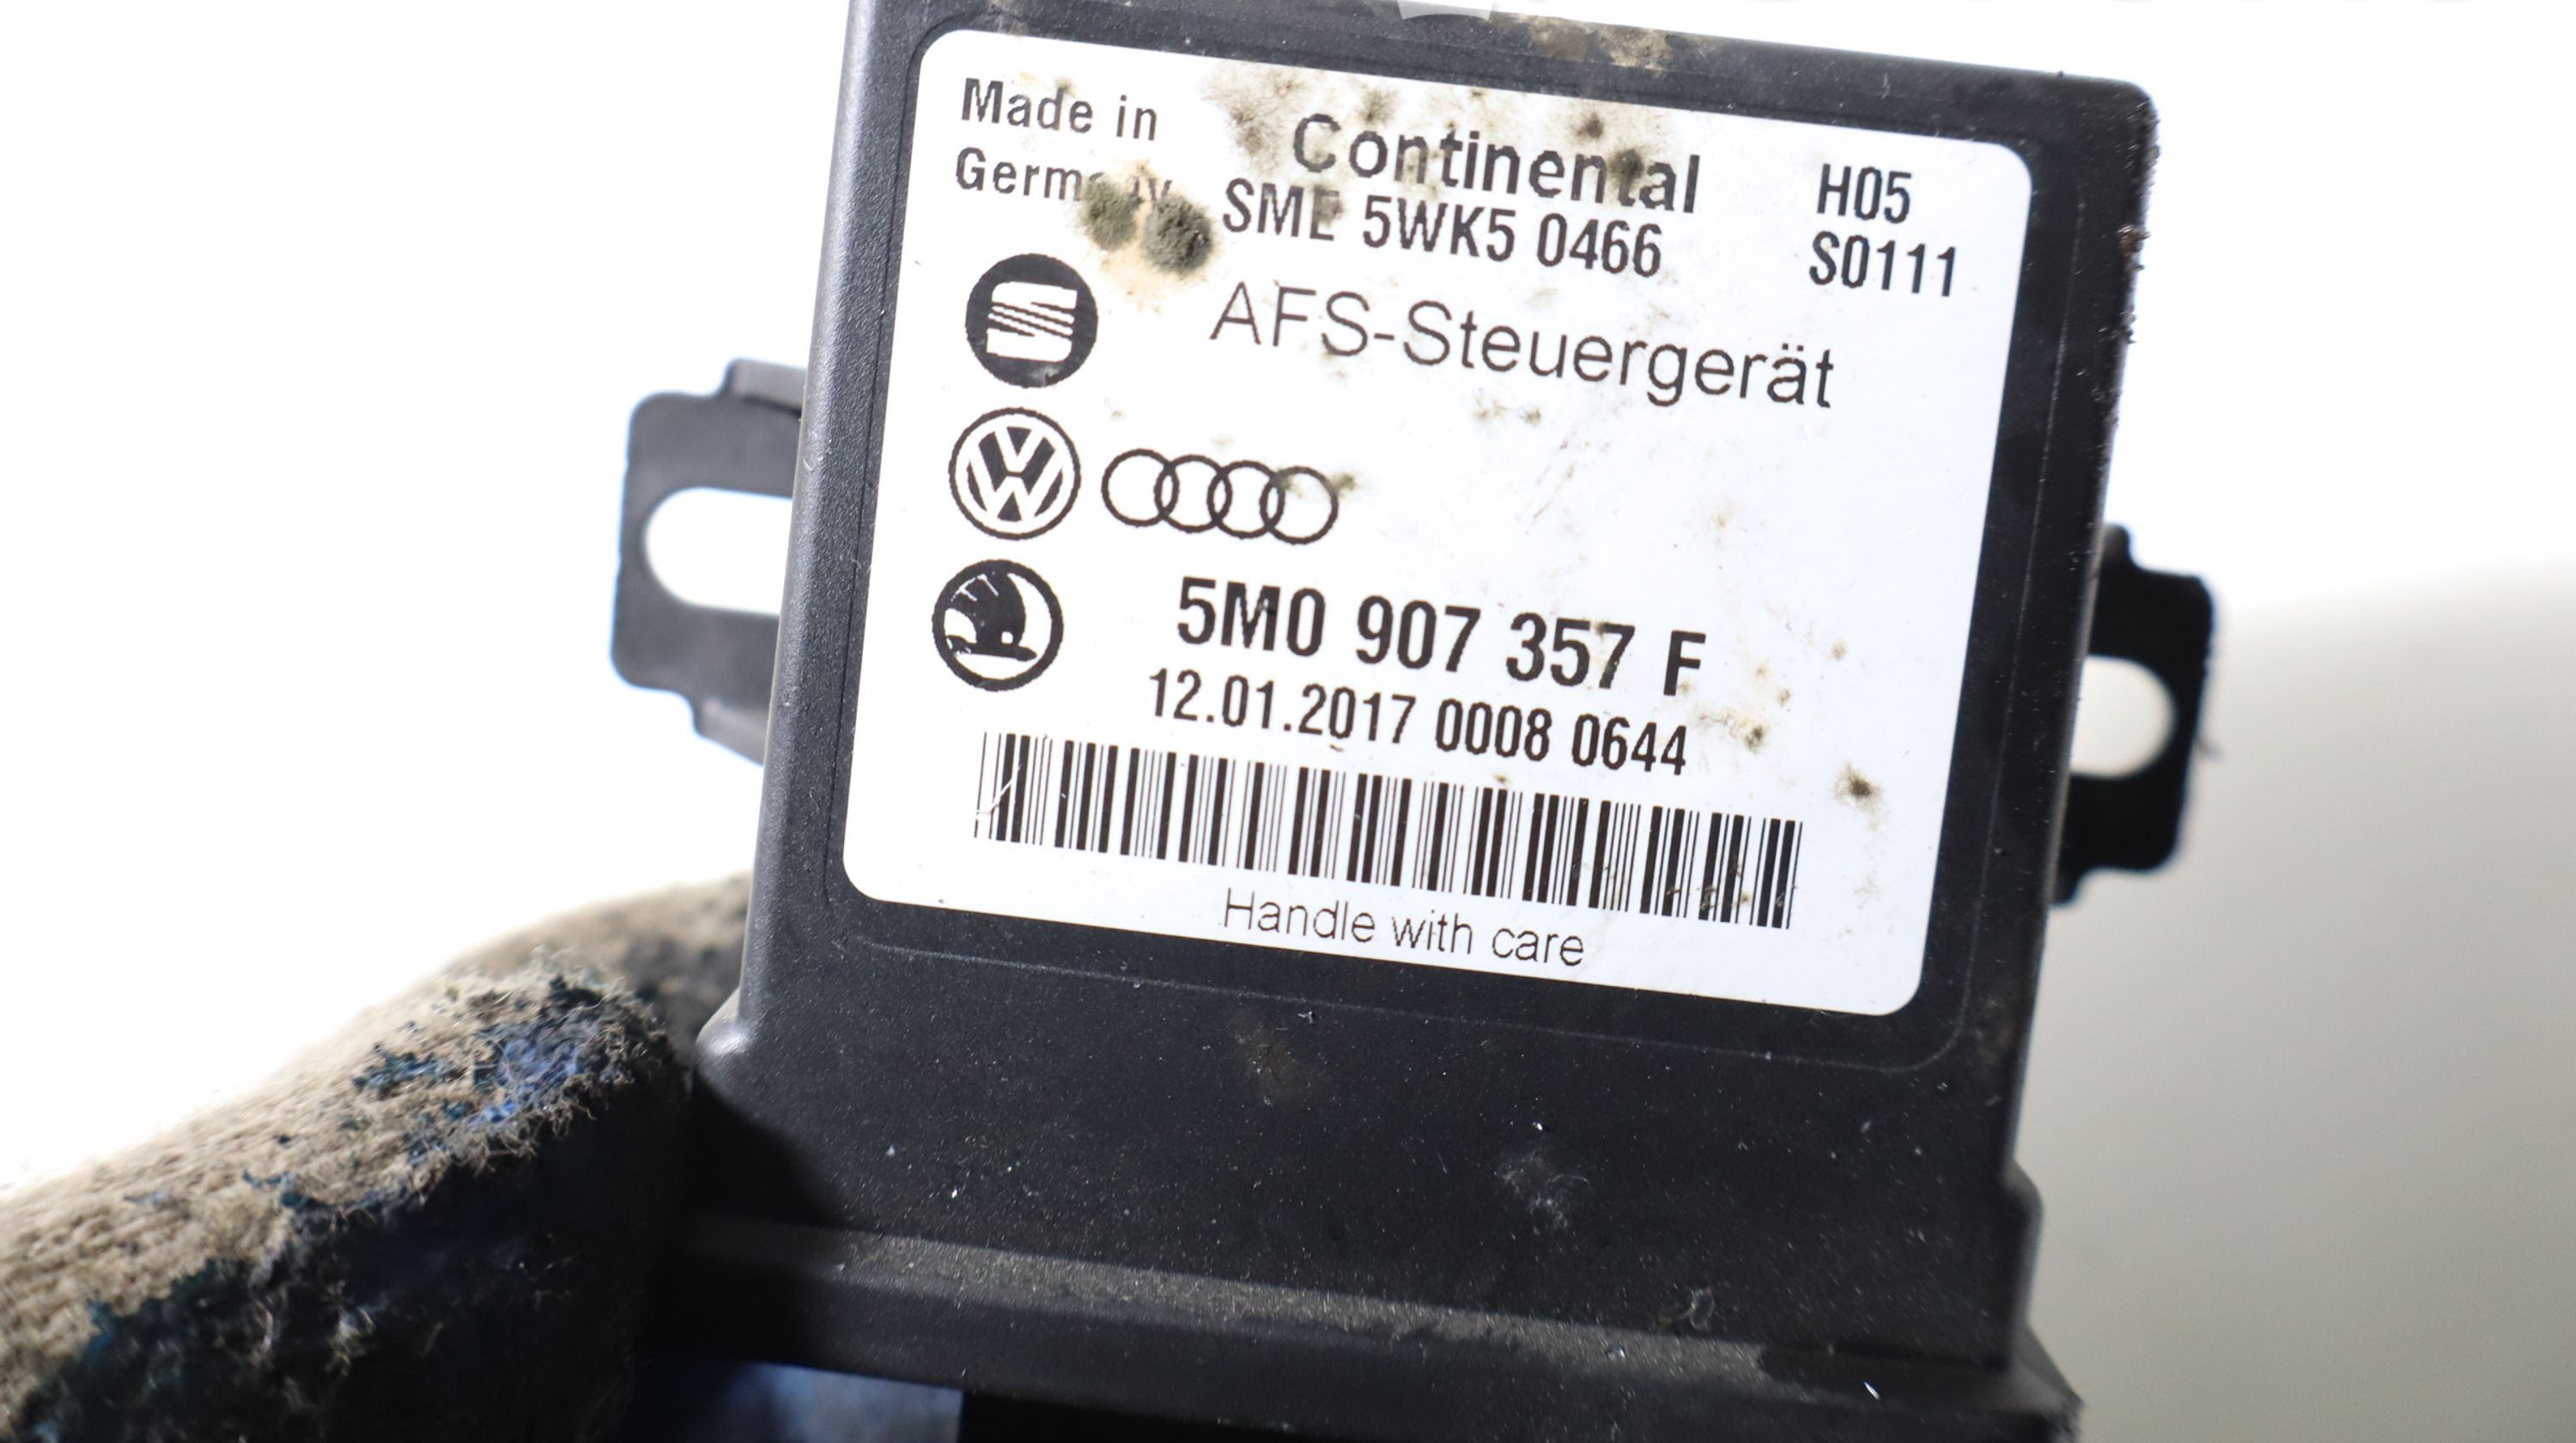 Made in
Germany
Continental
SME 5WK5 0466
H05
S0111
AFS-Steuergerät
5M0 907 357 F
12.01.2017 0008 0644
Handle with care